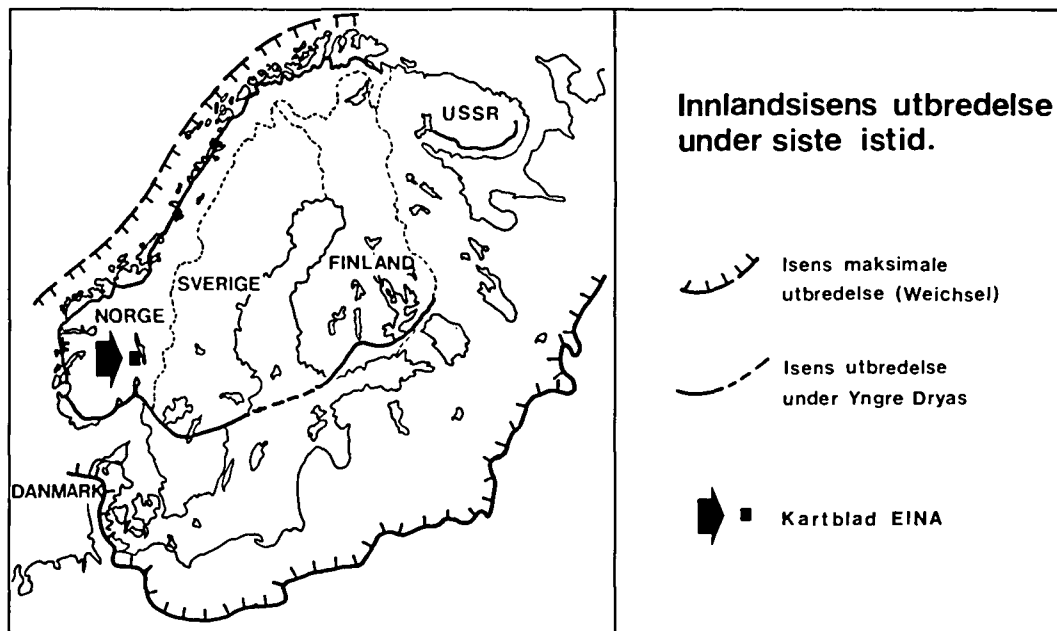 USSR
FINLAND
SVERIGE
NORGE
DANMARK
Innlandsisens utbredelse
under siste istid.
Isens maksimale
utbredelse (Weichsel)
Isens utbredelse
under Yngre Dryas
Kartblad EINA